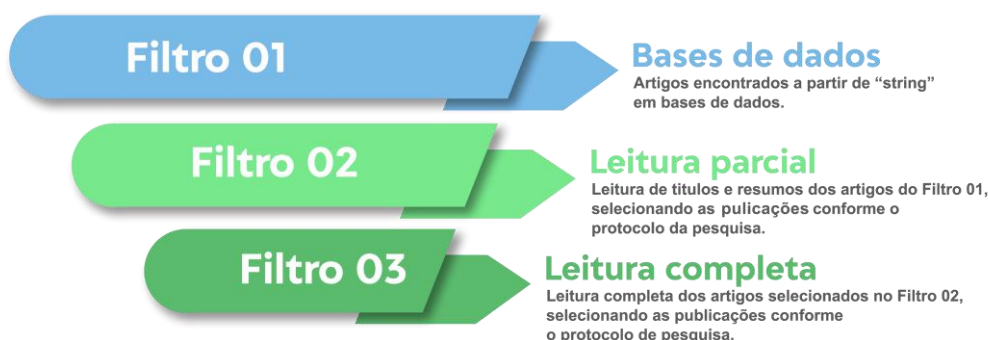 Filtro 01
Bases de dados
Artigos encontrados a partir de “string”
em bases de dados.
Filtro 02
Leitura parcial
Leitura de titulos e resumos dos artigos do Filtro 01,
selecionando as pulicações conforme o
protocolo da pesquisa.
Filtro 03
Leitura completa
Leitura completa dos artigos selecionados no Filtro 02,
selecionando as publicações conforme
o protocolo de pesquisa.